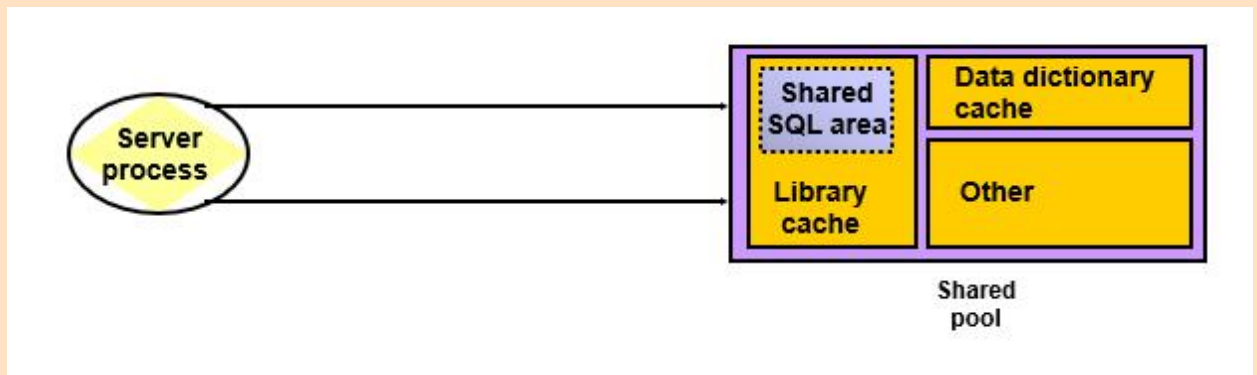 Server
process
Shared
SQL area
Library
cache
Data dictionary
cache
Other
Shared
pool